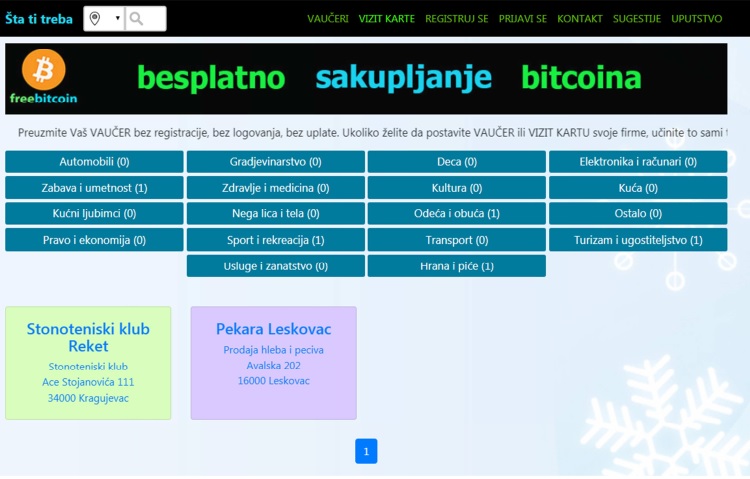 Šta ti treba
VAUČERI VIZIT KARTE REGISTRUJ SE PRIJAVI SE KONTAKT SUGESTIJE UPUTSTVO
freebitcoin
besplatno sakupljanje bitcoina
Preuzmite Vaš VAUČER bez registracije, bez logovanja, bez uplate. Ukoliko želite da postavite VAUČER ili VIZIT KARTU svoje firme, učinite to sami
Automobili (0) Gradjevinarstvo (0) Deca (0) Elektronika i računari (0)
Zabava i umetnost (1) Zdravlje i medicina (0) Kultura (0) Kuća (0)
Kućni ljubimci (0) Nega lica i tela (0) Odeća i obuća (1) Ostalo (0)
Pravo i ekonomija (0) Sport i rekreacija (1) Transport (0) Turizam i ugostiteljstvo (1)
Usluge i zanatstvo (0) Hrana i piće (1)
Stonoteniski klub
Reket
Stonoteniski klub
Ace Stojanovića 111
34000 Kragujevac
Pekara Leskovac
Prodaja hleba i peciva
Avalska 202
16000 Leskovac
1